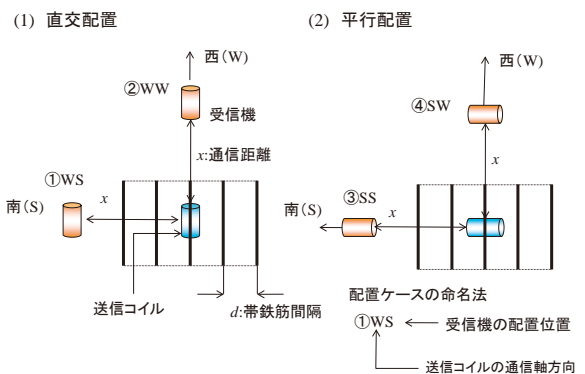 (1) 直交配置
(2) 平行配置
西(W)
西(W)
②WW
④SW
受信機
x:通信距離
x
①WS
x
③SS
x
南(S)
南(S)
送信コイル
d:帯鉄筋間隔
配置ケースの命名法
①WS
受信機の配置位置
送信コイルの通信軸方向